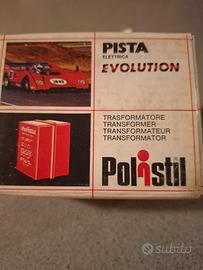 PISTA
ELETTRICA
EVOLUTION
TRASFORMATORE
TRANSFORMER
TRANSFORMATEUR
TRANSFORMATOR
Polistil
subito